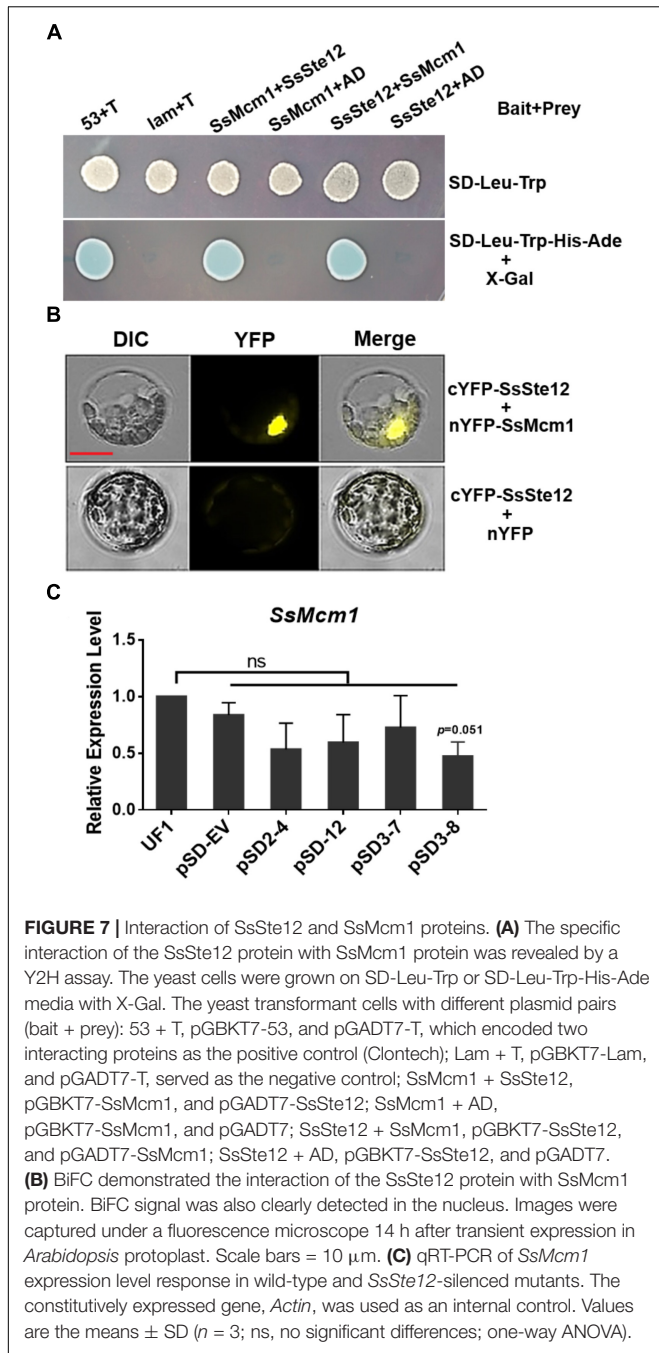 A
53+T
lam+T
SsMcm1+SsSte12
SsMcm1+AD
SsSte12+SsMcm1
SsSte12+AD
Bait+Prey
SD-Leu-Trp
SD-Leu-Trp-His-Ade
+
X-Gal
B
DIC
YFP
Merge
cYFP-SsSte12
+
nYFP-SsMcm1
cYFP-SsSte12
+
nYFP
C
SsMcm1
Relative Expression Level
1.5
1.0
0.5
0.0
ns
p=0.051
UF1
pSD-EV
pSD2-4
pSD-12
pSD3-7
pSD3-8
FIGURE 7 | Interaction of SsSte12 and SsMcm1 proteins. (A) The specific
interaction of the SsSte12 protein with SsMcm1 protein was revealed by a
Y2H assay. The yeast cells were grown on SD-Leu-Trp or SD-Leu-Trp-His-Ade
media with X-Gal. The yeast transformant cells with different plasmid pairs
(bait + prey): 53 + T, pGBKT7-53, and pGADT7-T, which encoded two
interacting proteins as the positive control (Clontech); Lam + T, pGBKT7-Lam,
and pGADT7-T, served as the negative control; SsMcm1 + SsSte12,
pGBKT7-SsMcm1, and pGADT7-SsSte12; SsMcm1 + AD,
pGBKT7-SsMcm1, and pGADT7; SsSte12 + SsMcm1, pGBKT7-SsSte12,
and pGADT7-SsMcm1; SsSte12 + AD, pGBKT7-SsSte12, and pGADT7.
(B) BiFC demonstrated the interaction of the SsSte12 protein with SsMcm1
protein. BiFC signal was also clearly detected in the nucleus. Images were
captured under a fluorescence microscope 14 h after transient expression in
Arabidopsis protoplast. Scale bars = 10 μm. (C) qRT-PCR of SsMcm1
expression level response in wild-type and SsSte12-silenced mutants. The
constitutively expressed gene, Actin, was used as an internal control. Values
are the means ± SD (n = 3; ns, no significant differences; one-way ANOVA).